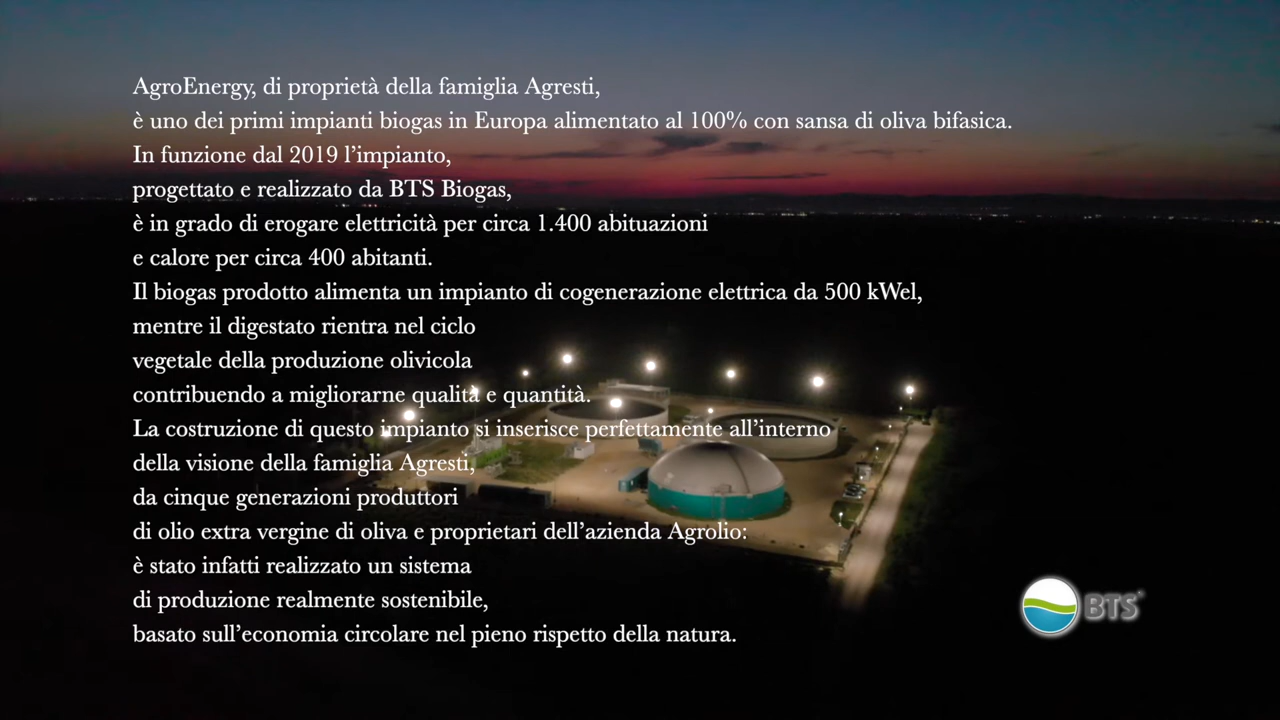 AgroEnergy, di proprietà della famiglia Agresti,
è uno dei primi impianti biogas in Europa alimentato al 100% con sansa di oliva bifasica.
In funzione dal 2019 l’impianto,
progettato e realizzato da BTS Biogas,
è in grado di erogare elettricità per circa 1.400 abituazioni
e calore per circa 400 abitanti.
Il biogas prodotto alimenta un impianto di cogenerazione elettrica da 500 kWel,
mentre il digestato rientra nel ciclo
vegetale della produzione olivicola
contribuendo a migliorarne qualità e quantità.
La costruzione di questo impianto si inserisce perfettamente all’interno
della visione della famiglia Agresti,
da cinque generazioni produttori
di olio extra vergine di oliva e proprietari dell’azienda Agrolio:
è stato infatti realizzato un sistema
di produzione realmente sostenibile,
basato sull’economia circolare nel pieno rispetto della natura.
BTS®